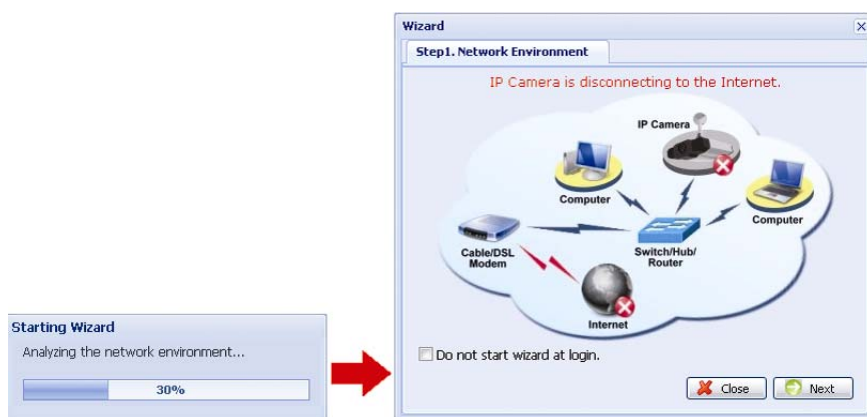 Starting Wizard
Analyzing the network environment...
30%
Wizard
Step1. Network Environment
IP Camera is disconnecting to the Internet.
IP Camera
Computer
Computer
Cable/DSL
Modem
Switch/Hub/
Router
Internet
Do not start wizard at login.
Close
Next